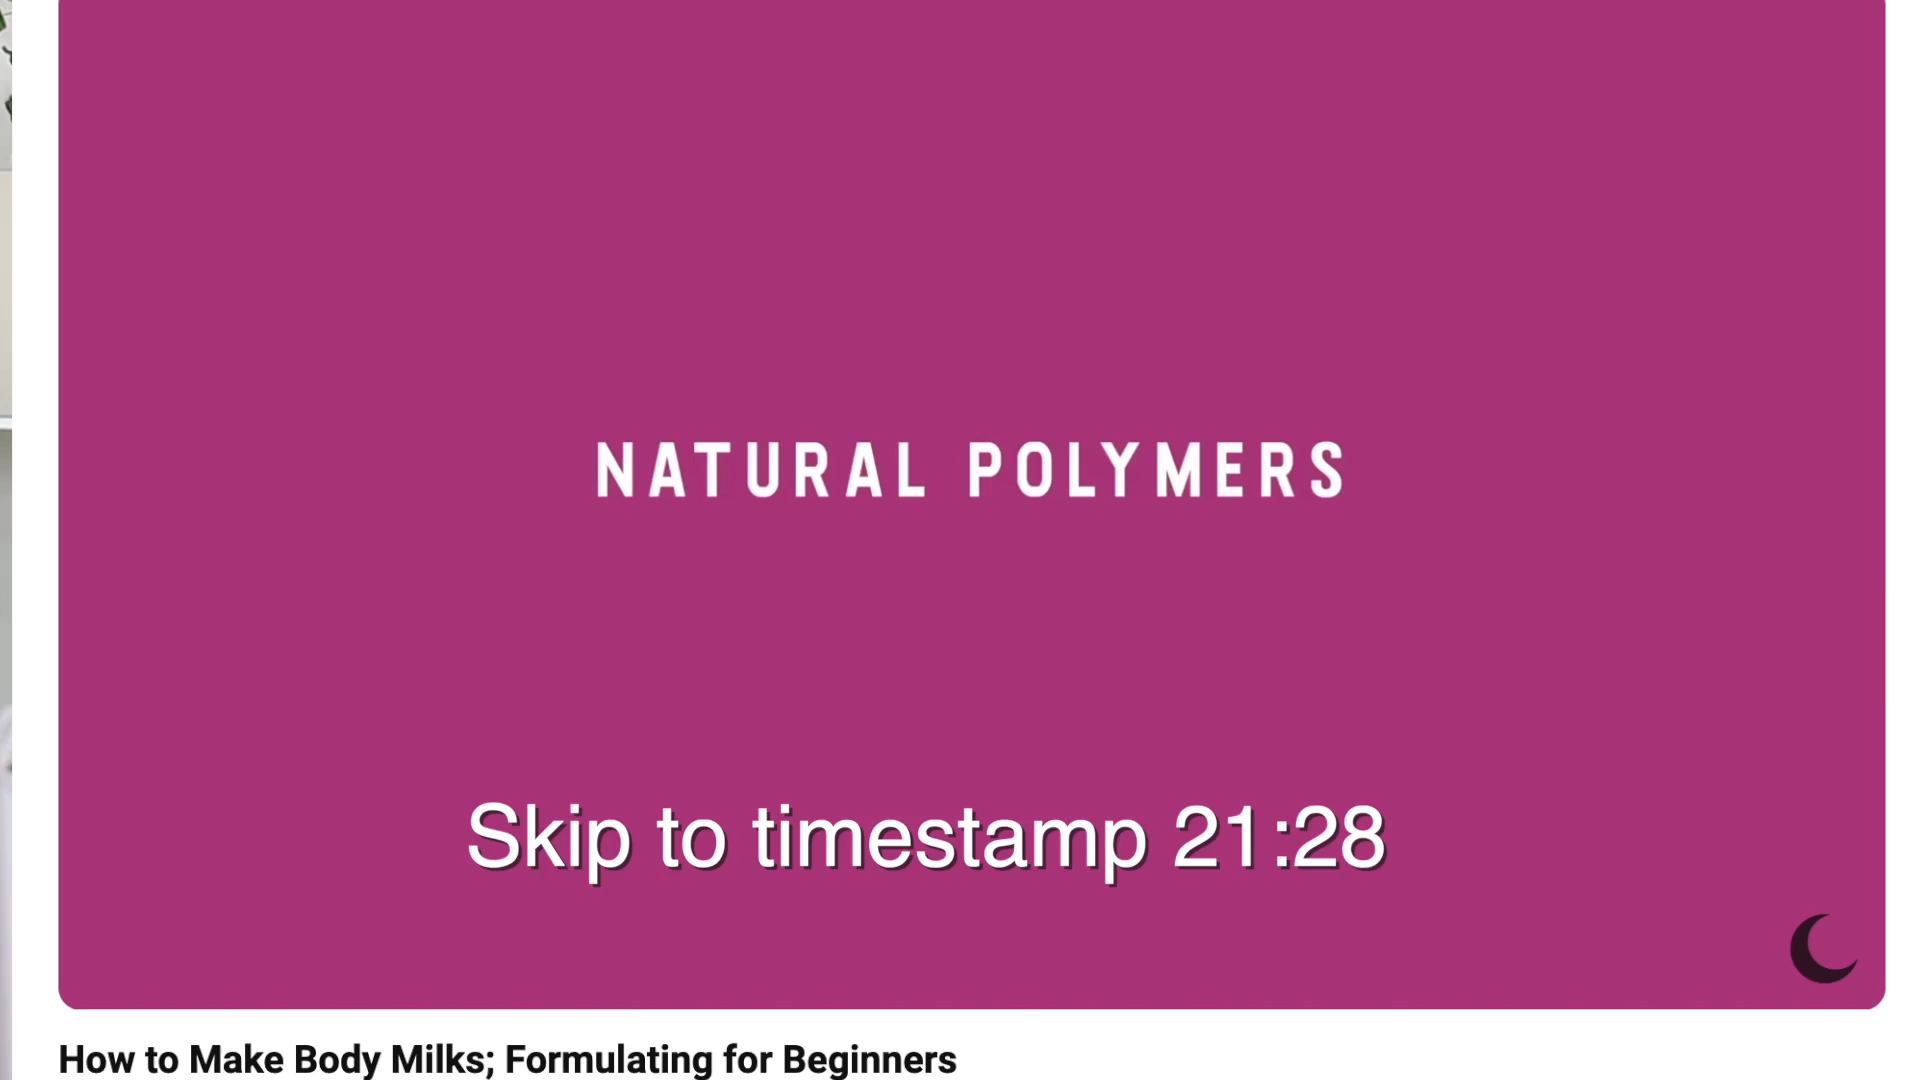 NATURAL POLYMERS
Skip to timestamp 21:28
How to Make Body Milks; Formulating for Beginners